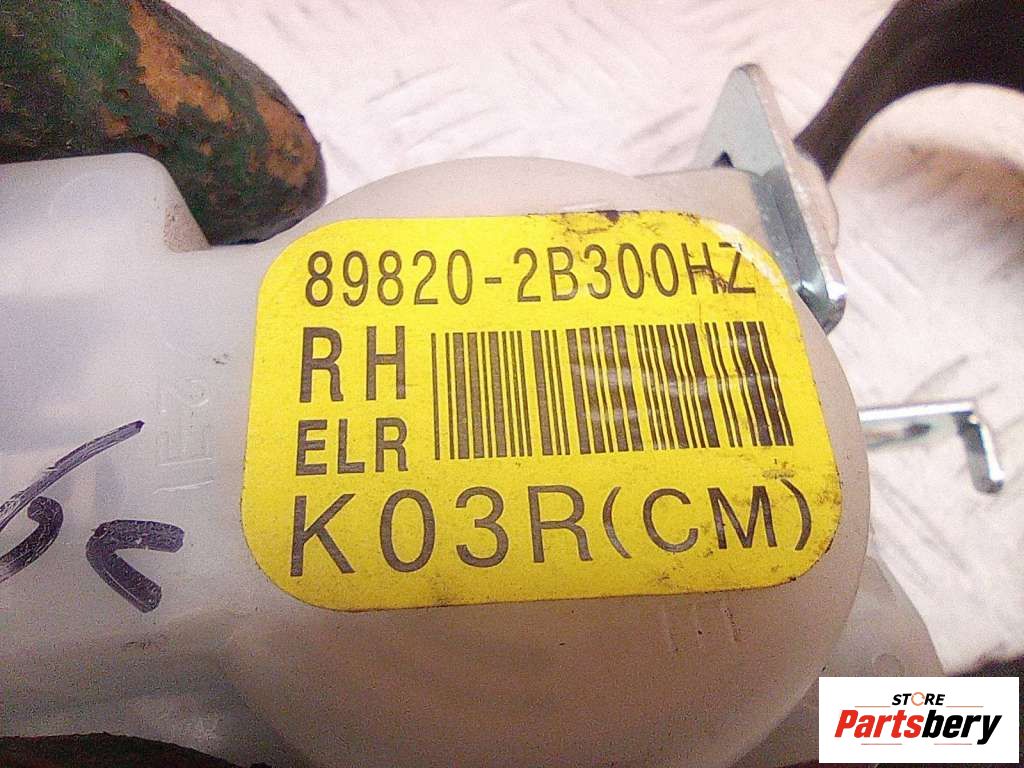 89820-2B300HZ
RH
ELR
K03R(CM)
STORE
Partsbery